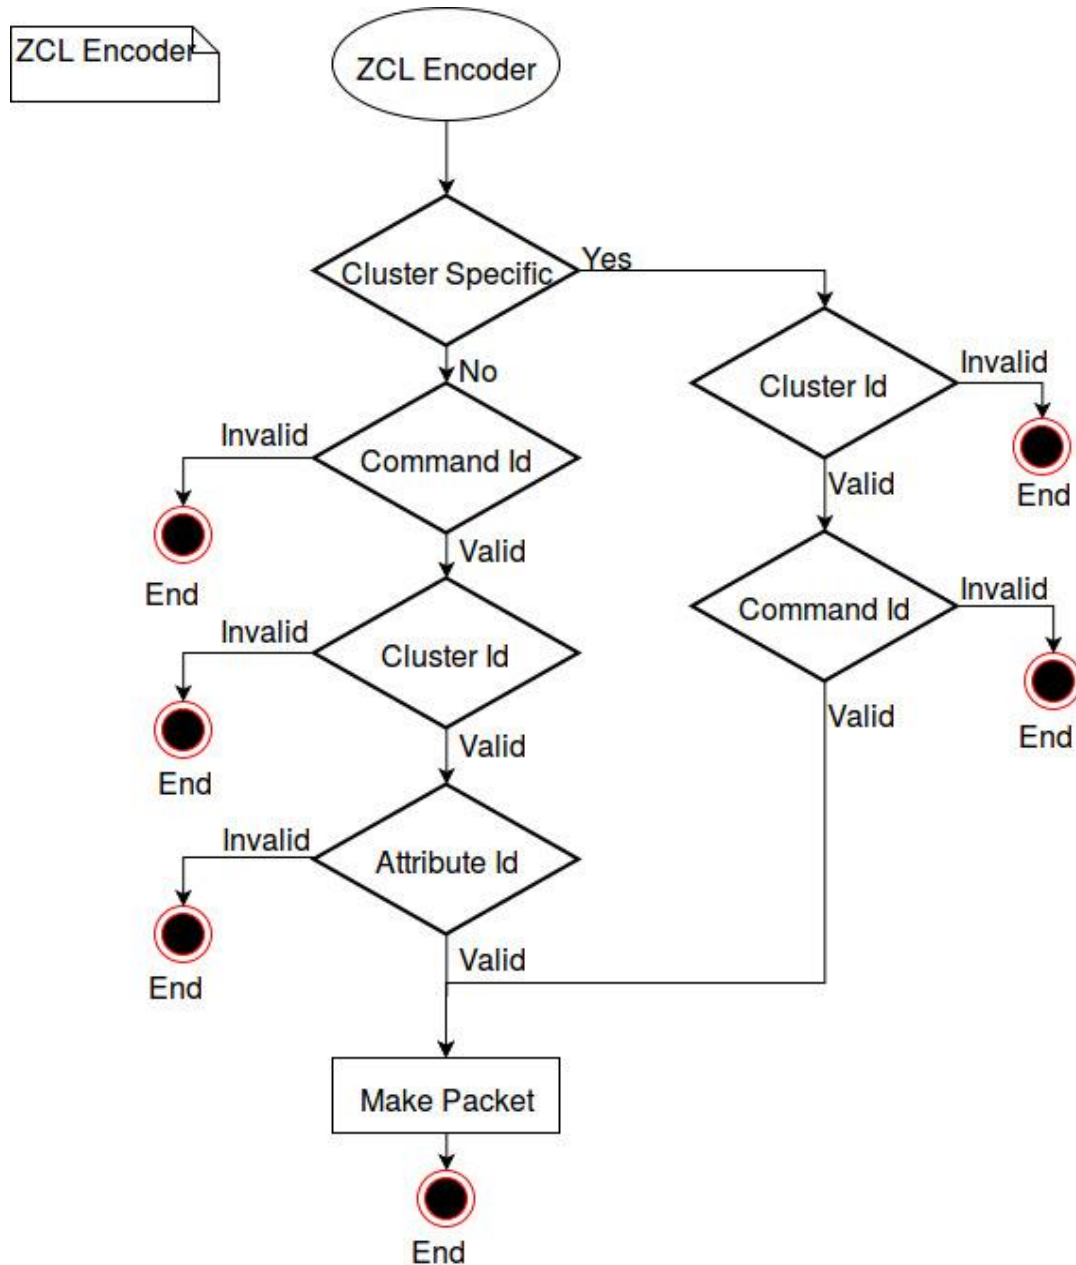 ZCL Encoder
ZCL Encoder
Cluster Specific
Yes
No
Cluster Id
Invalid
End
Invalid
Command Id
End
Valid
Valid
Command Id
Invalid
End
Invalid
Cluster Id
End
Valid
Valid
Invalid
Attribute Id
End
Valid
Make Packet
End